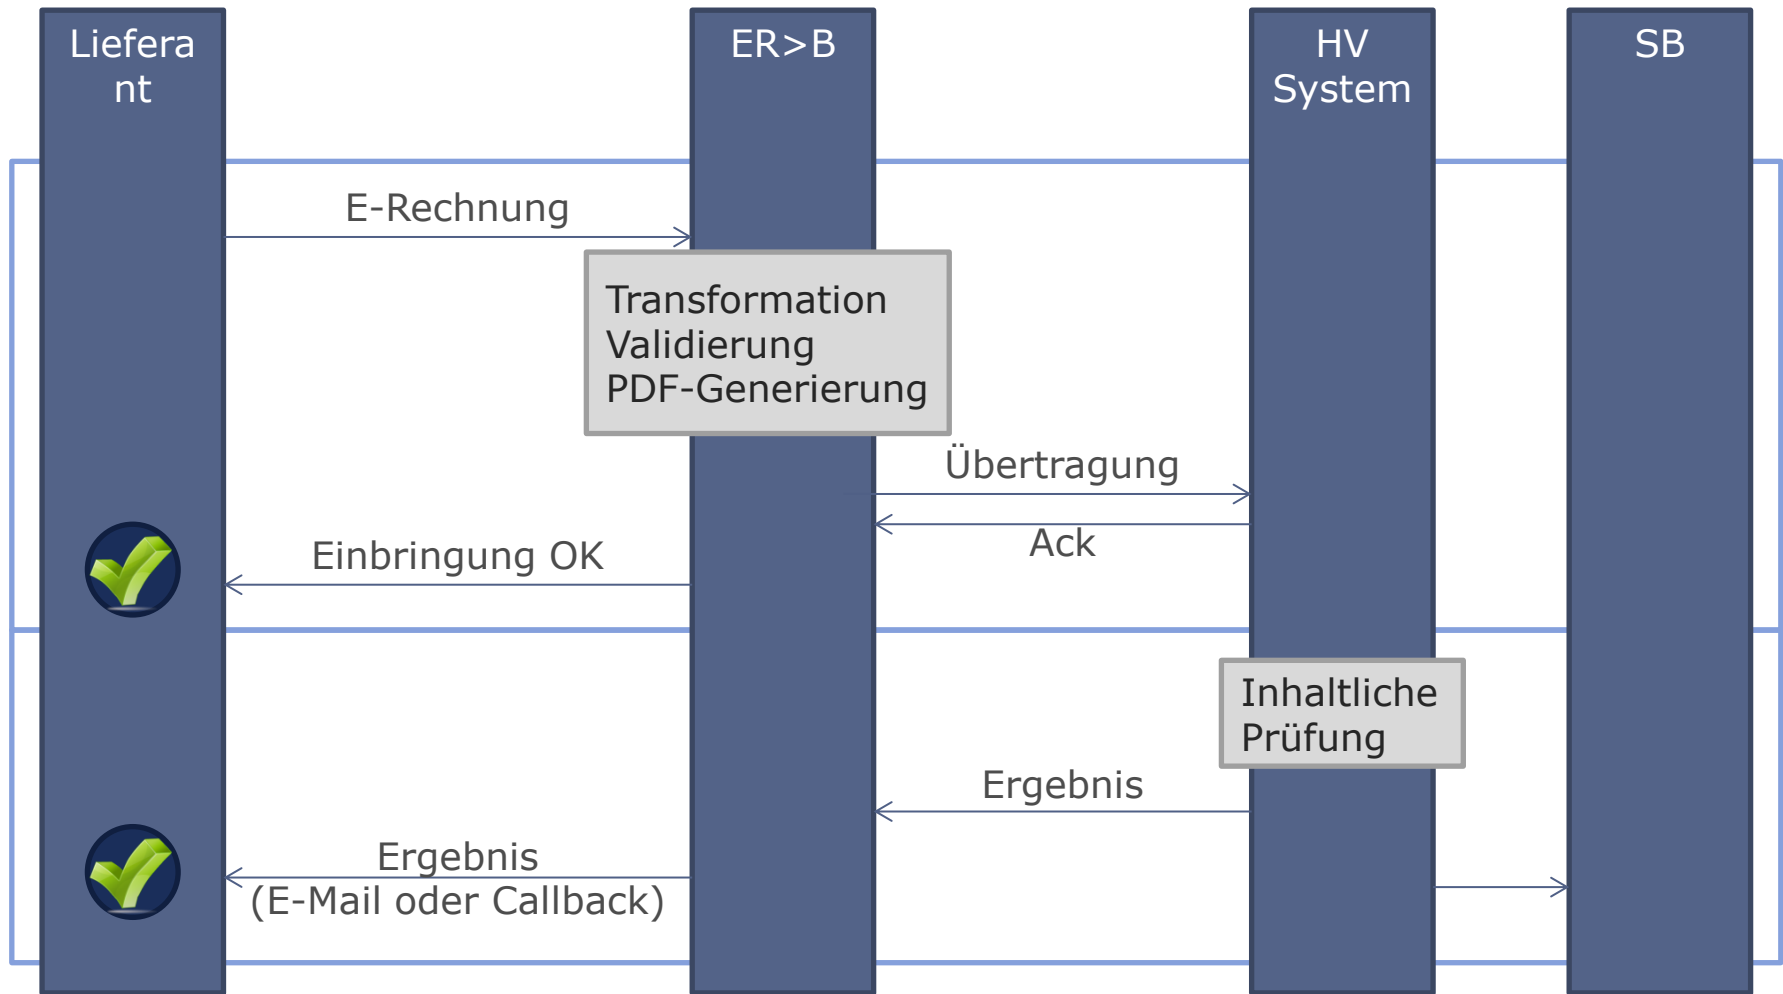 Liefera
nt
ER>B
HV
System
SB
E-Rechnung
Transformation
Validierung
PDF-Generierung
Übertragung
Ack
Einbringung OK
Inhaltliche
Prüfung
Ergebnis
Ergebnis
(E-Mail oder Callback)